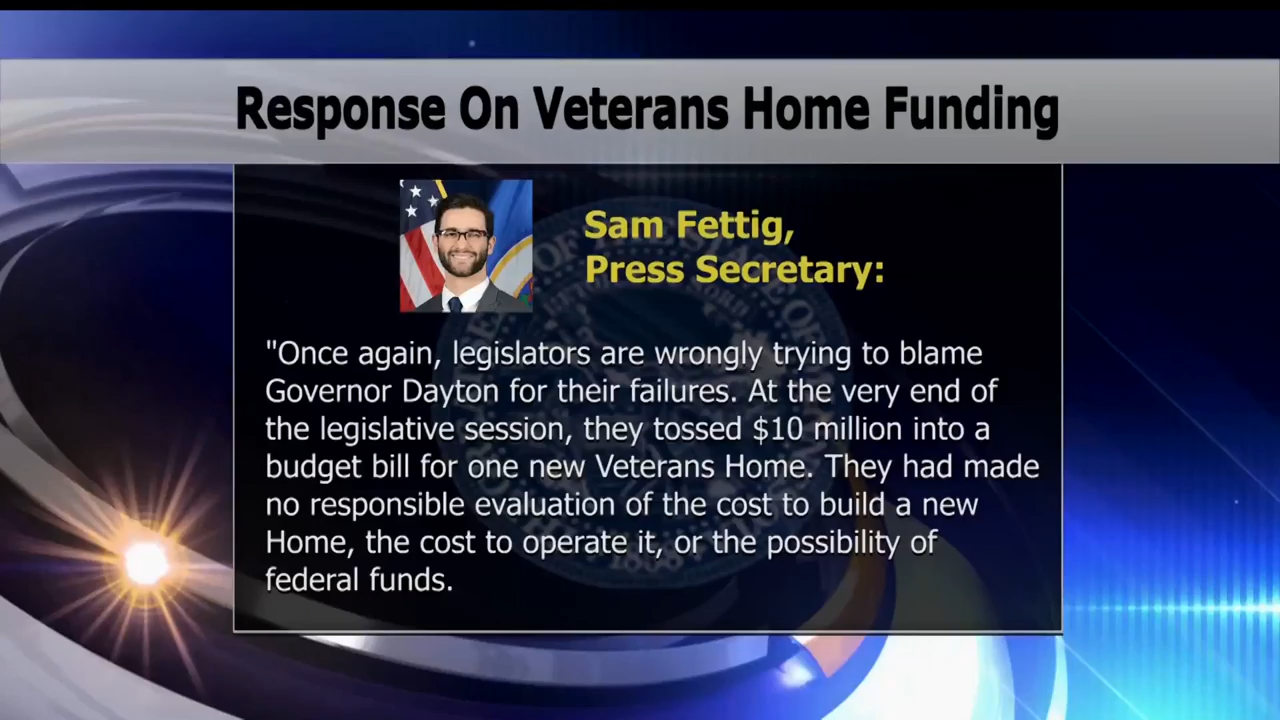 Response On Veterans Home Funding
Sam Fettig,
Press Secretary:
"Once again, legislators are wrongly trying to blame
Governor Dayton for their failures. At the very end of
the legislative session, they tossed $10 million into a
budget bill for one new Veterans Home. They had made
no responsible evaluation of the cost to build a new
Home, the cost to operate it, or the possibility of
federal funds.